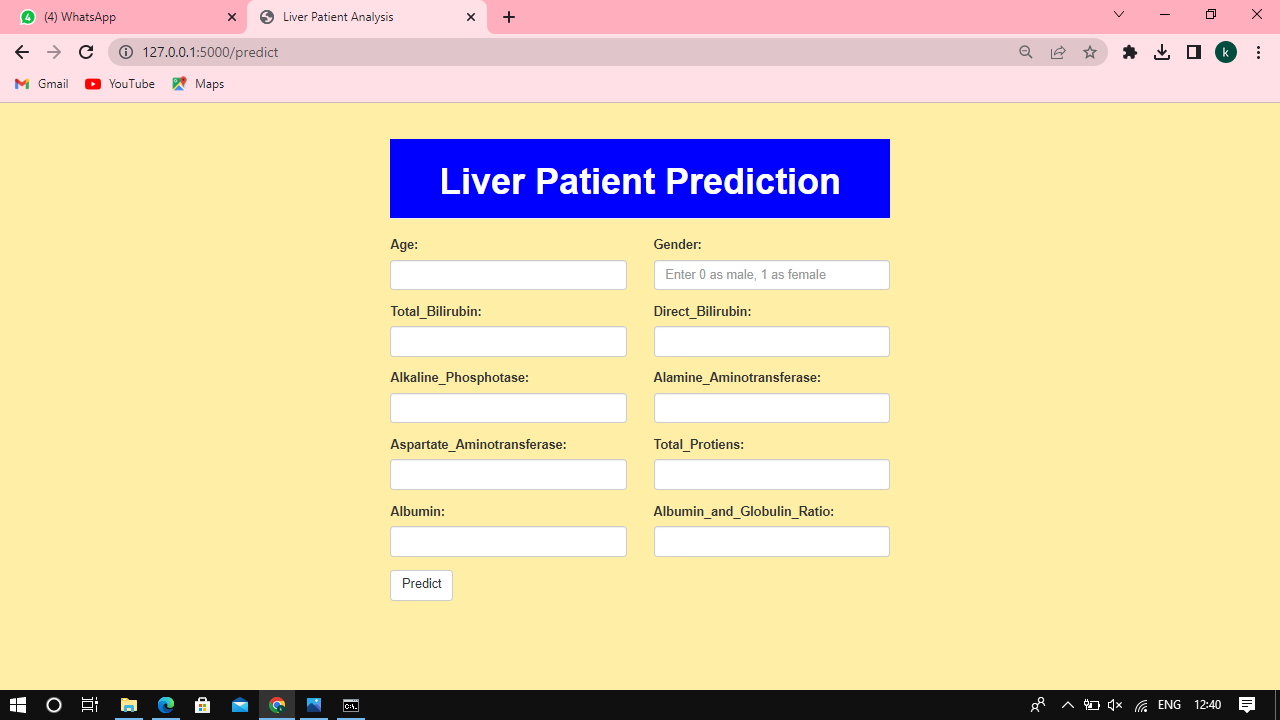 4
(4) WhatsApp
Liver Patient Analysis
127.0.0.1:5000/predict
k
Gmail
YouTube
Maps
Liver Patient Prediction
Age:
Gender:
Enter 0 as male, 1 as female
Total_Bilirubin:
Direct_Bilirubin:
Alkaline_Phosphotase:
Alamine_Aminotransferase:
Aspartate_Aminotransferase:
Total_Protiens:
Albumin:
Albumin_and_Globulin_Ratio:
Predict
C:\.
ENG
12:40